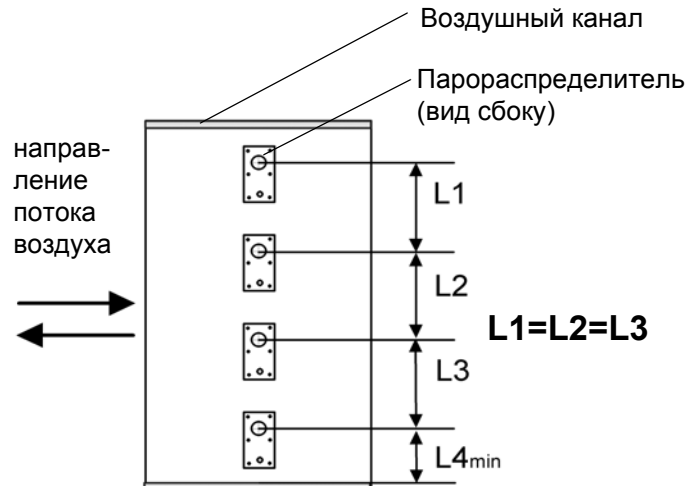 Воздушный канал
Парораспределитель
(вид сбоку)
направ-
ление
потока
воздуха
L1
L2
L1=L2=L3
L3
L4min